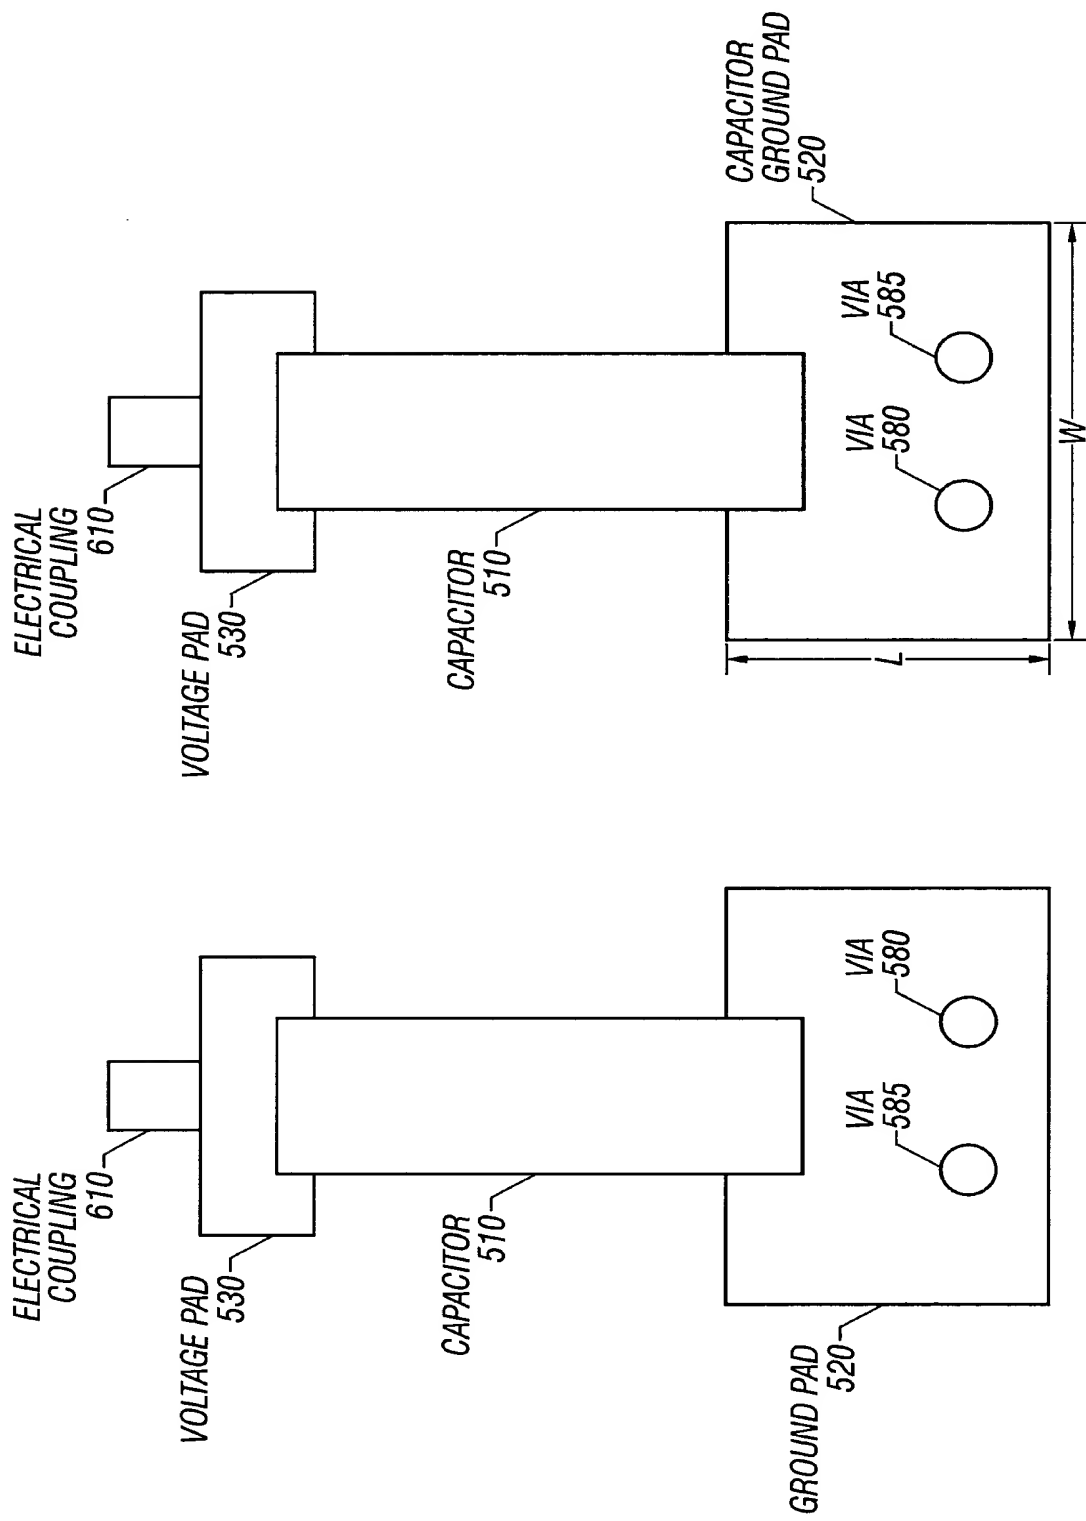 ELECTRICAL
COUPLING
610
VOLTAGE PAD
530
CAPACITOR
510
GROUND PAD
520
VIA
585
VIA
580
ELECTRICAL
COUPLING
610
VOLTAGE PAD
530
CAPACITOR
510
CAPACITOR
GROUND PAD
520
VIA
580
VIA
585
L
W